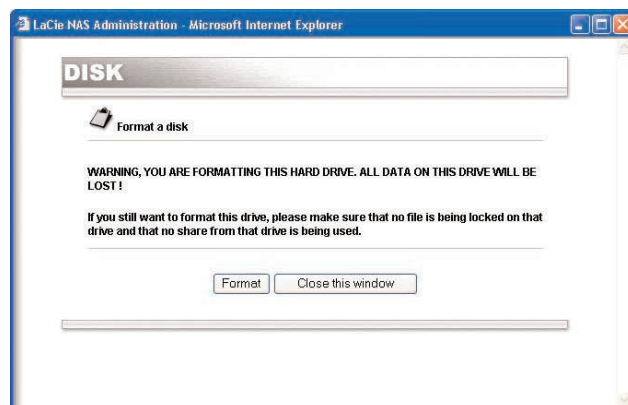 LaCie NAS Administration - Microsoft Internet Explorer
DISK
Format a disk
WARNING, YOU ARE FORMATTING THIS HARD DRIVE. ALL DATA ON THIS DRIVE WILL BE
LOST !
If you still want to format this drive, please make sure that no file is being locked on that
drive and that no share from that drive is being used.
Format Close this window